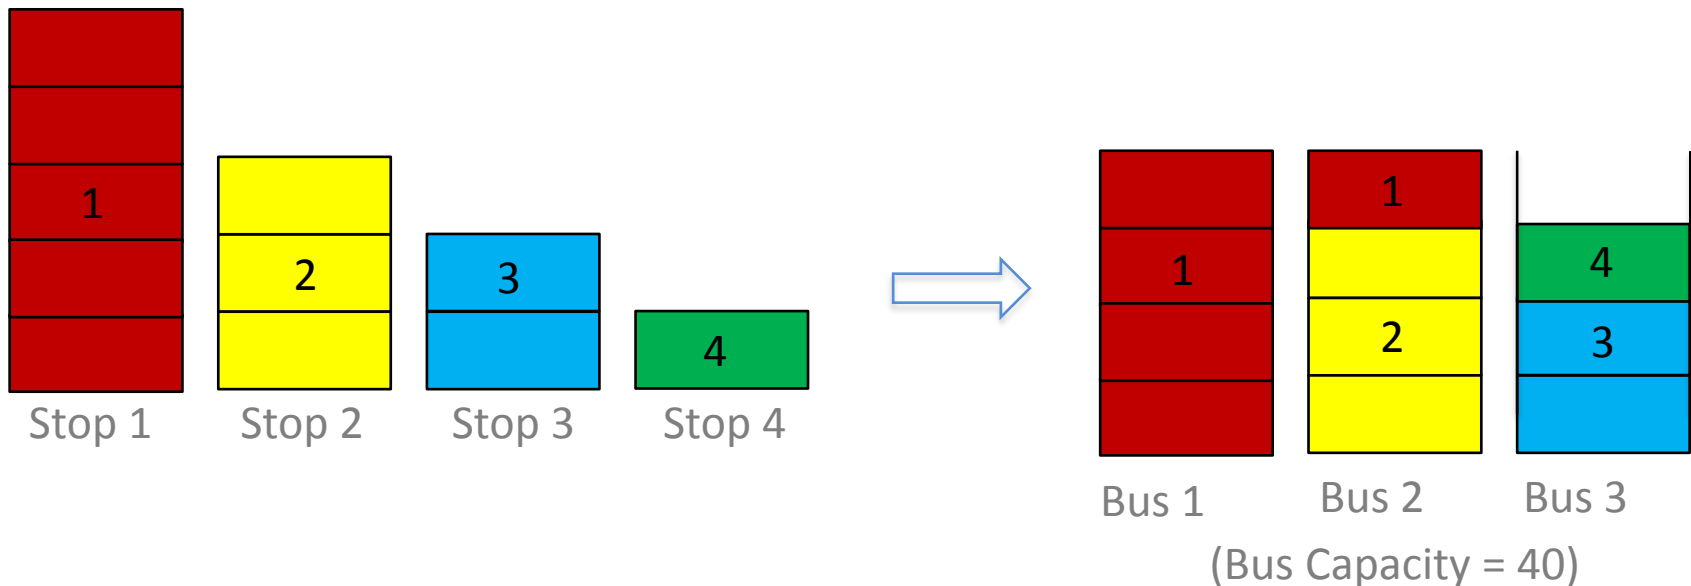 1
2
3
4
Stop 1
Stop 2
Stop 3
Stop 4
1
1
2
4
3
Bus 1
Bus 2
Bus 3
(Bus Capacity = 40)